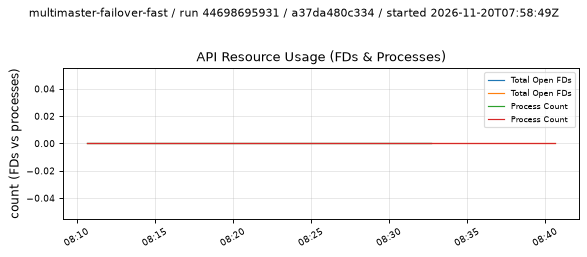 multimaster-failover-fast / run 44698695931 / a37da480c334 / started 2026-11-20T07:58:49Z
API Resource Usage (FDs & Processes)
count (FDs vs processes)
0.04
0.02
0.00
−0.02
−0.04
Total Open FDs
Total Open FDs
Process Count
Process Count
08:10
08:15
08:20
08:25
08:30
08:35
08:40